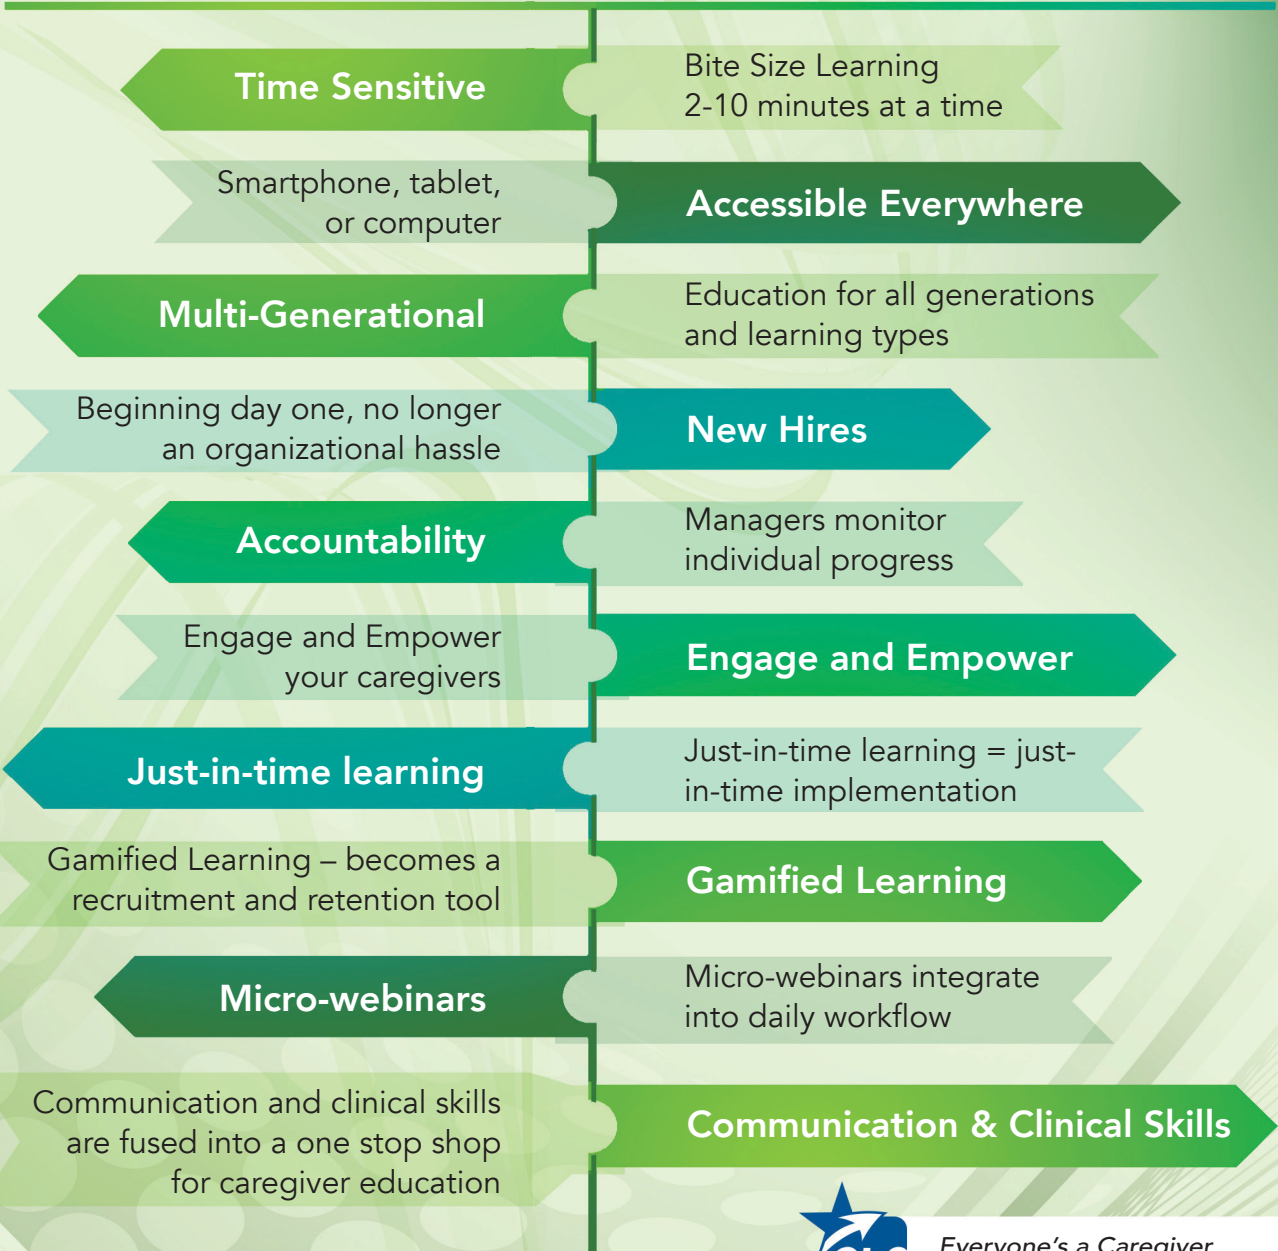 Time Sensitive
Bite Size Learning
2-10 minutes at a time
Smartphone, tablet,
or computer
Accessible Everywhere
Multi-Generational
Education for all generations
and learning types
Beginning day one, no longer
an organizational hassle
New Hires
Accountability
Managers monitor
individual progress
Engage and Empower
your caregivers
Engage and Empower
Just-in-time learning
Just-in-time learning = just-
in-time implementation
Gamified Learning – becomes a
recruitment and retention tool
Gamified Learning
Micro-webinars
Micro-webinars integrate
into daily workflow
Communication and clinical skills
are fused into a one stop shop
for caregiver education
Communication & Clinical Skills
Everyone's a Caregiver